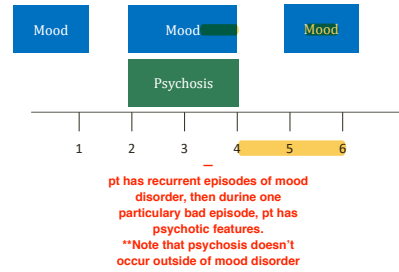 Mood Mood Mood
Psychosis
1 2 3 4 5 6
pt has recurrent episodes of mood
disorder, then durine one
particulary bad episode, pt has
psychotic features.
**Note that psychosis doesn't
occur outside of mood disorder